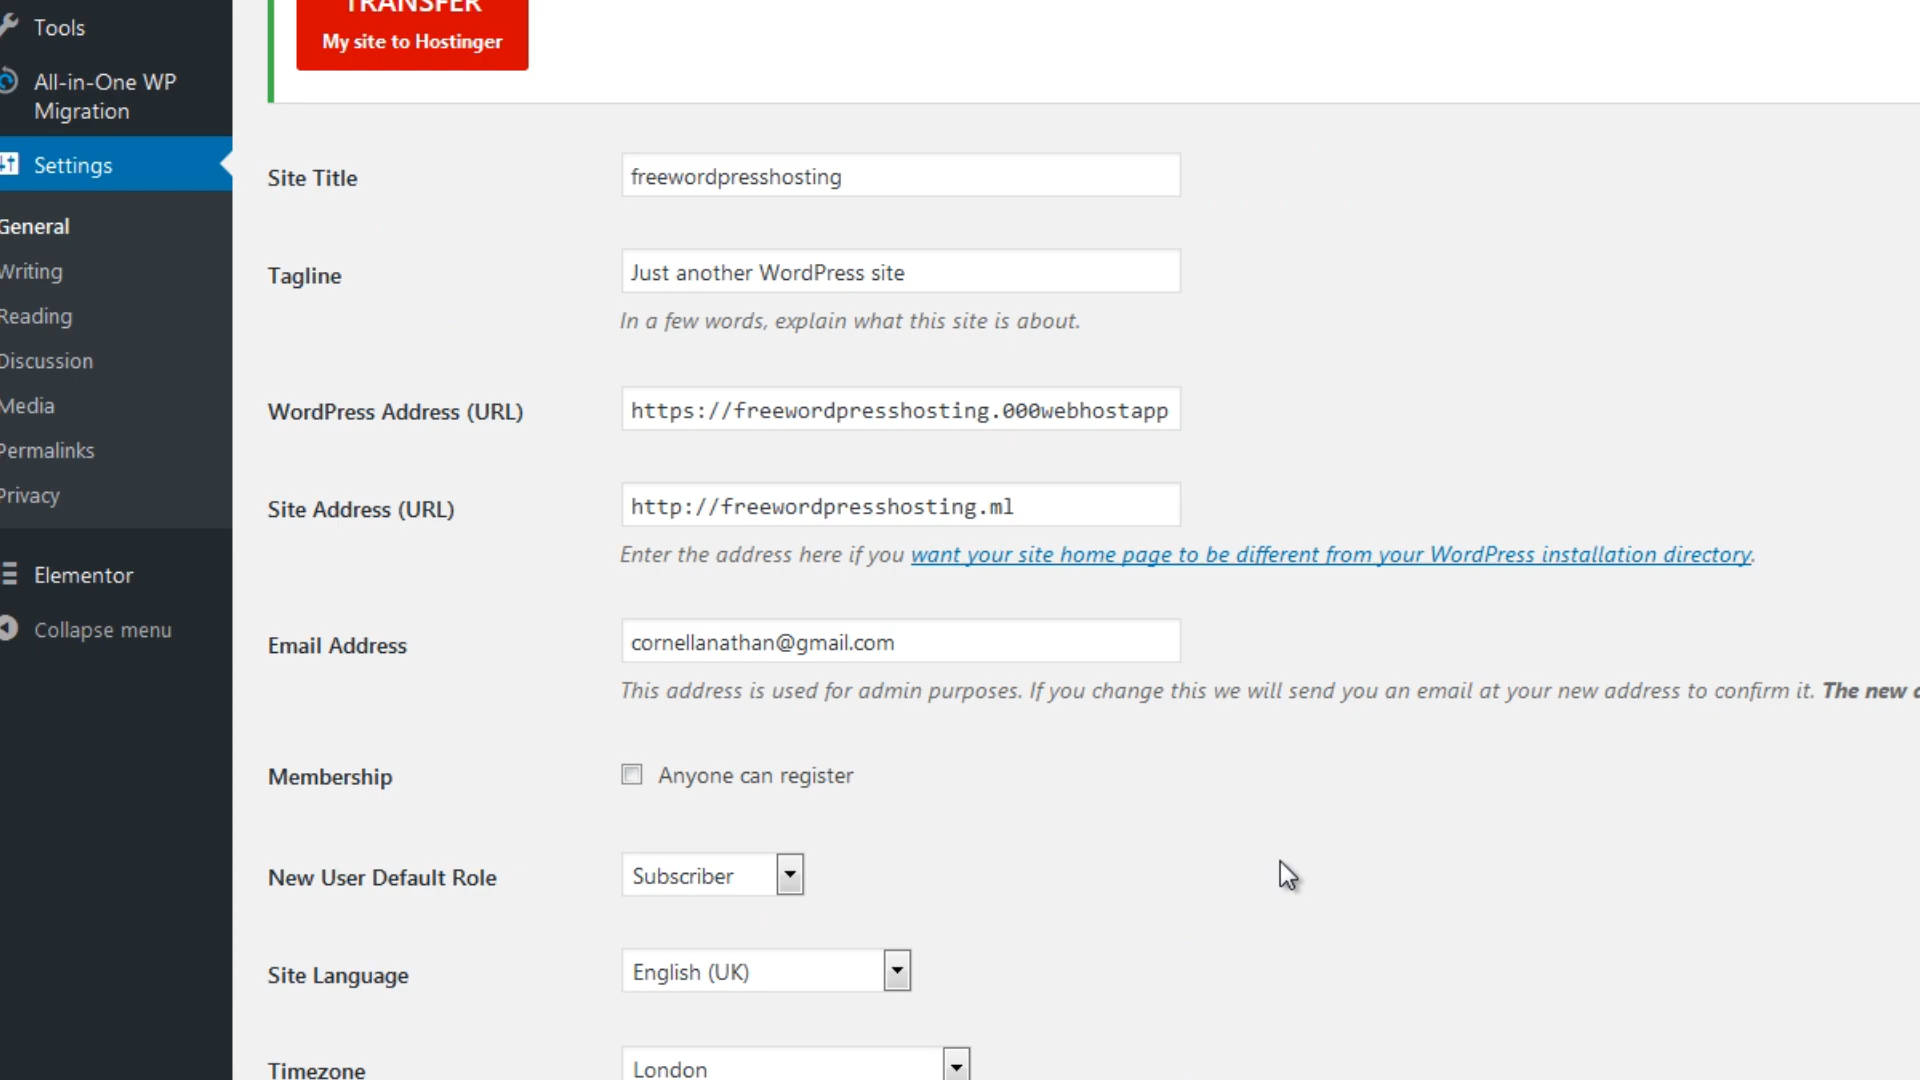 TRANSFER
My site to Hostinger
Tools
All-in-One WP
Migration
Settings
General
Writing
Reading
Discussion
Media
Permalinks
Privacy
Elementor
Collapse menu
Site Title
freewordpresshosting
Tagline
Just another WordPress site
In a few words, explain what this site is about.
WordPress Address (URL)
https://freewordpresshosting.000webhostapp
Site Address (URL)
http://freewordpresshosting.ml
Enter the address here if you want your site home page to be different from your WordPress installation directory.
Email Address
cornellanathan@gmail.com
This address is used for admin purposes. If you change this we will send you an email at your new address to confirm it. The new
Membership
Anyone can register
New User Default Role
Subscriber
Site Language
English (UK)
Timezone
London